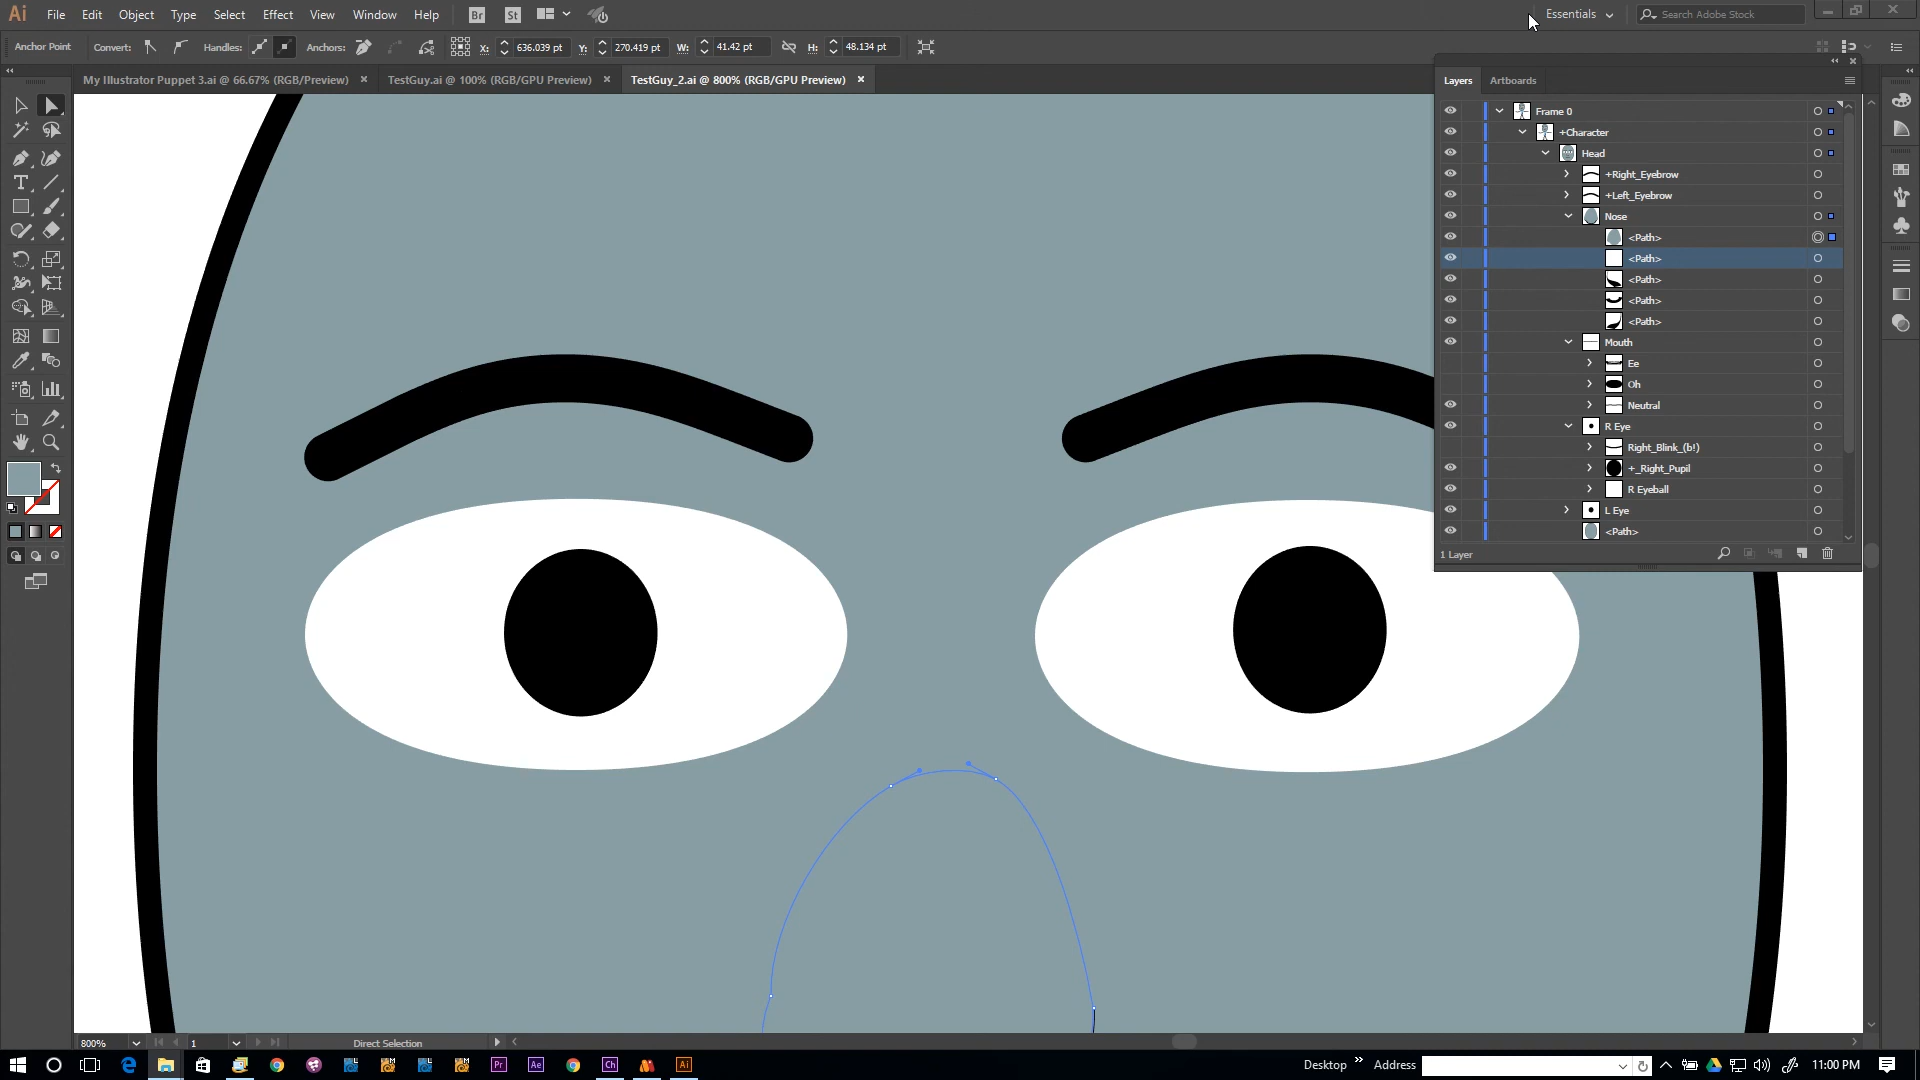 Ai File Edit Object Type Select Effect View Window Help Br St Essentials Search Adobe Stock
Anchor Point Convert: Handles: Anchors: X: 636.039 pt Y: 270.419 pt W: 41.42 pt H: 48.134 pt
My Illustrator Puppet 3.ai @ 66.67% (RGB/Preview) × TestGuy.ai @ 100% (RGB/GPU Preview) × TestGuy_2.ai @ 800% (RGB/GPU Preview) ×
Layers Artboards
Frame 0
+Character
Head
+Right_Eyebrow
+Left_Eyebrow
Nose
<Path>
<Path>
<Path>
<Path>
<Path>
Mouth
Ee
Oh
Neutral
R Eye
Right_Blink_(b!)
+_Right_Pupil
R Eyeball
L Eye
<Path>
1 Layer
800% 1 Direct Selection
Pr Ae Ch Ai Desktop » Address 11:00 PM